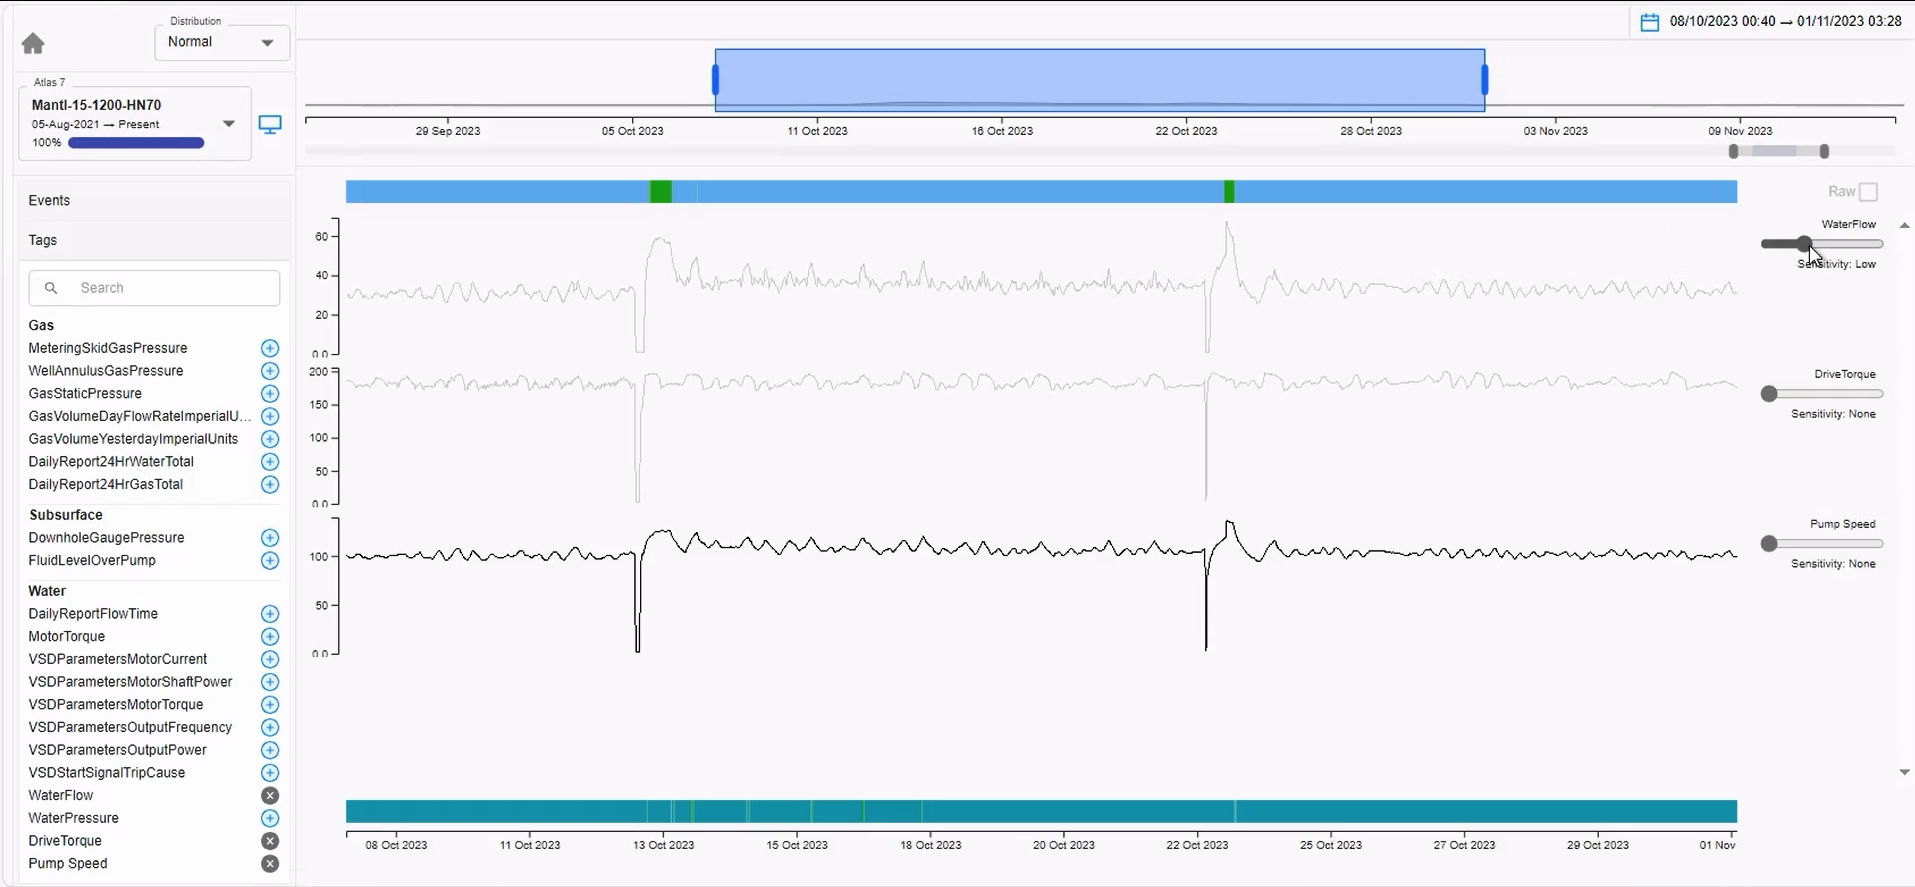 Distribution
Normal
08/10/2023 00:40 → 01/11/2023 03:28
Atlas 7
Mantl-15-1200-HN70
05-Aug-2021 → Present
100%
29 Sep 2023
05 Oct 2023
11 Oct 2023
16 Oct 2023
22 Oct 2023
28 Oct 2023
03 Nov 2023
09 Nov 2023
Events
Tags
Search
Gas
MeteringSkidGasPressure
WellAnnulusGasPressure
GasStaticPressure
GasVolumeDayFlowRateImperialU...
GasVolumeYesterdayImperialUnits
DailyReport24HrWaterTotal
DailyReport24HrGasTotal
Subsurface
DownholeGaugePressure
FluidLevelOverPump
Water
DailyReportFlowTime
MotorTorque
VSDParametersMotorCurrent
VSDParametersMotorShaftPower
VSDParametersMotorTorque
VSDParametersOutputFrequency
VSDParametersOutputPower
VSDStartSignalTripCause
WaterFlow
WaterPressure
DriveTorque
Pump Speed
Raw
60
40
20
0.0
WaterFlow
Sensitivity: Low
200
150
100
50
0.0
DriveTorque
Sensitivity: None
100
50
0.0
Pump Speed
Sensitivity: None
08 Oct 2023
11 Oct 2023
13 Oct 2023
15 Oct 2023
18 Oct 2023
20 Oct 2023
22 Oct 2023
25 Oct 2023
27 Oct 2023
29 Oct 2023
01 Nov